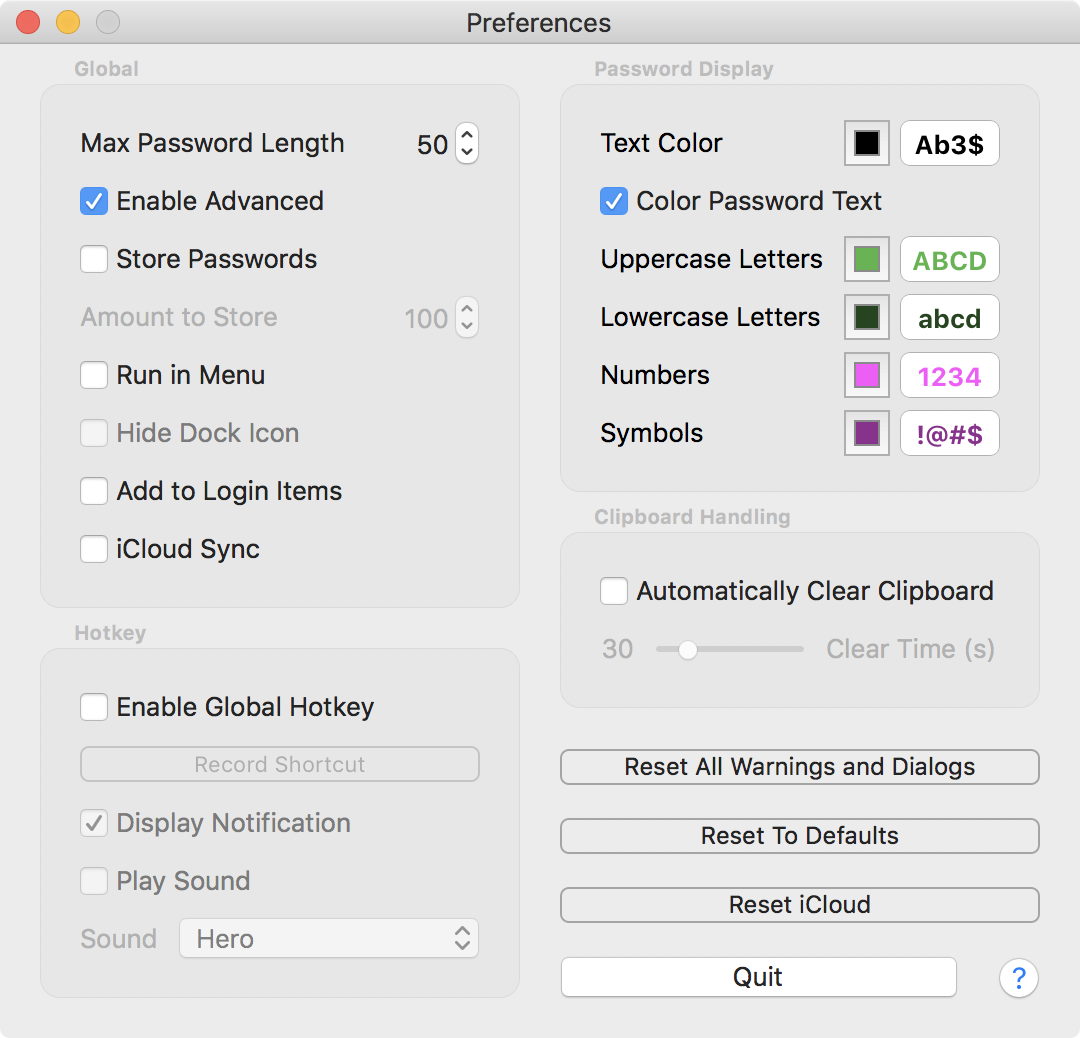 Preferences
Global
Max Password Length 50
Enable Advanced
Store Passwords
Amount to Store 100
Run in Menu
Hide Dock Icon
Add to Login Items
iCloud Sync
Hotkey
Enable Global Hotkey
Record Shortcut
Display Notification
Play Sound
Sound Hero
Password Display
Text Color Ab3$
Color Password Text
Uppercase Letters ABCD
Lowercase Letters abcd
Numbers 1234
Symbols !@#$
Clipboard Handling
Automatically Clear Clipboard
30 Clear Time (s)
Reset All Warnings and Dialogs
Reset To Defaults
Reset iCloud
Quit ?